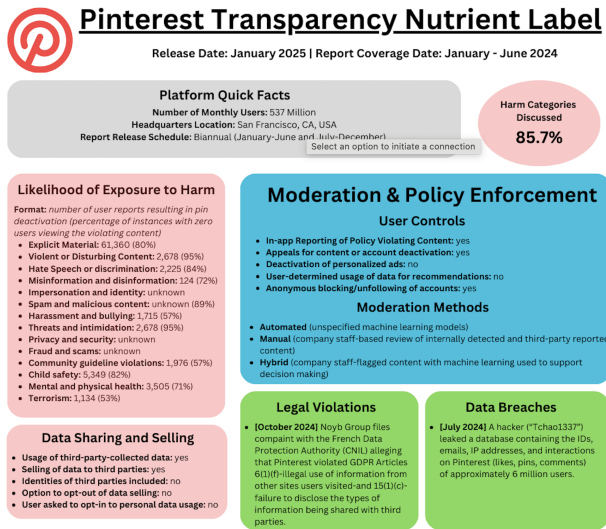 Pinterest Transparency Nutrient Label
Release Date: January 2025 | Report Coverage Date: January - June 2024
Platform Quick Facts
Number of Monthly Users: 537 Million
Headquarters Location: San Francisco, CA, USA
Report Release Schedule: Biannual (January-June and July-December)
Select an option to initiate a connection
Harm Categories
Discussed
85.7%
Likelihood of Exposure to Harm
Format: number of user reports resulting in pin
deactivation (percentage of instances with zero
users viewing the violating content)
• Explicit Material: 61,360 (80%)
• Violent or Disturbing Content: 2,678 (95%)
• Hate Speech or discrimination: 2,225 (84%)
• Misinformation and disinformation: 124 (72%)
• Impersonation and identity: unknown
• Spam and malicious content: unknown (89%)
• Harassment and bullying: 1,715 (57%)
• Threats and intimidation: 2,678 (95%)
• Privacy and security: unknown
• Fraud and scams: unknown
• Community guideline violations: 1,976 (57%)
• Child safety: 5,349 (82%)
• Mental and physical health: 3,505 (71%)
• Terrorism: 1,134 (53%)
Data Sharing and Selling
• Usage of third-party-collected data: yes
• Selling of data to third parties: yes
• Identities of third parties included: no
• Option to opt-out of data selling: no
• User asked to opt-in to personal data usage: no
Moderation & Policy Enforcement
User Controls
• In-app Reporting of Policy Violating Content: yes
• Appeals for content or account deactivation: yes
• Deactivation of personalized ads: no
• User-determined usage of data for recommendations: no
• Anonymous blocking/unfollowing of accounts: yes
Moderation Methods
• Automated (unspecified machine learning models)
• Manual (company staff-based review of internally detected and third-party reported
content)
• Hybrid (company staff-flagged content with machine learning used to support
decision making)
Legal Violations
• [October 2024] Noyb Group files
compaint with the French Data
Protection Authority (CNIL) alleging
that Pinterest violated GDPR Articles
6(1)(f)-illegal use of information from
other sites users visited-and 15(1)(c)-
failure to disclose the types of
information being shared with third
parties.
Data Breaches
• [July 2024] A hacker ("Tchao1337")
leaked a database containing the IDs,
emails, IP addresses, and interactions
on Pinterest (likes, pins, comments)
of approximately 6 million users.